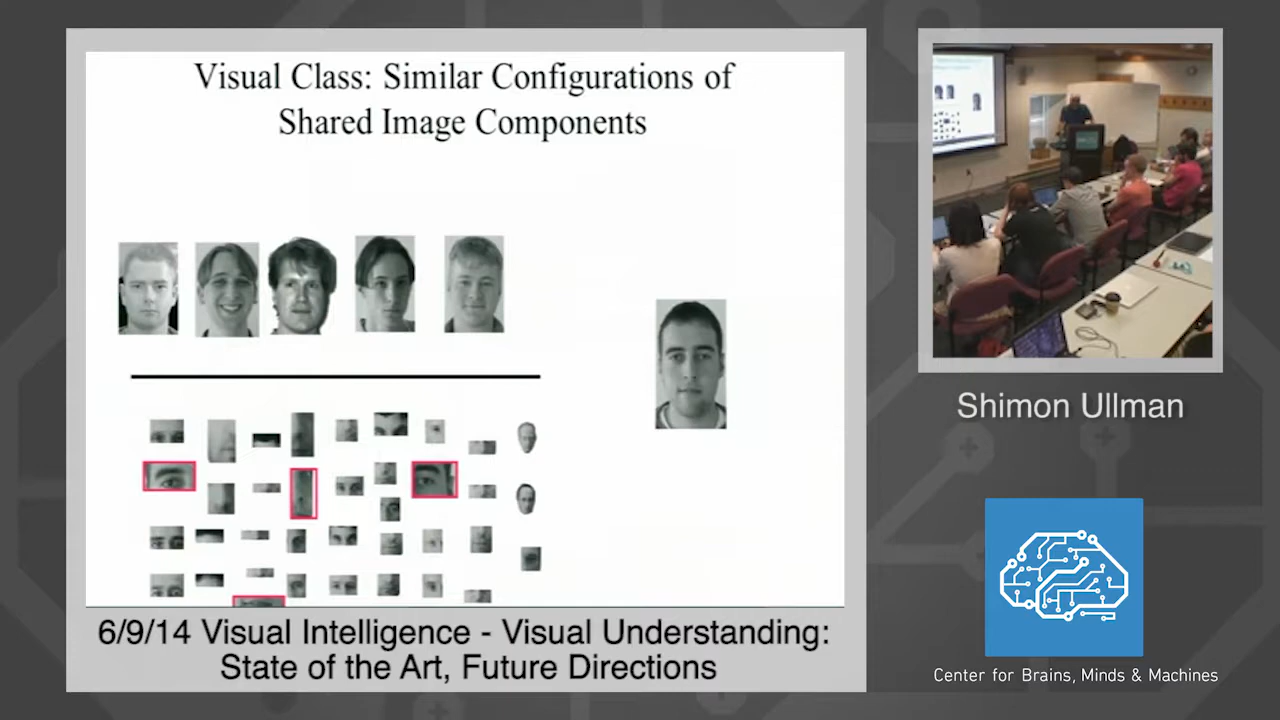 Visual Class: Similar Configurations of
Shared Image Components
Shimon Ullman
6/9/14 Visual Intelligence - Visual Understanding:
State of the Art, Future Directions
Center for Brains, Minds & Machines